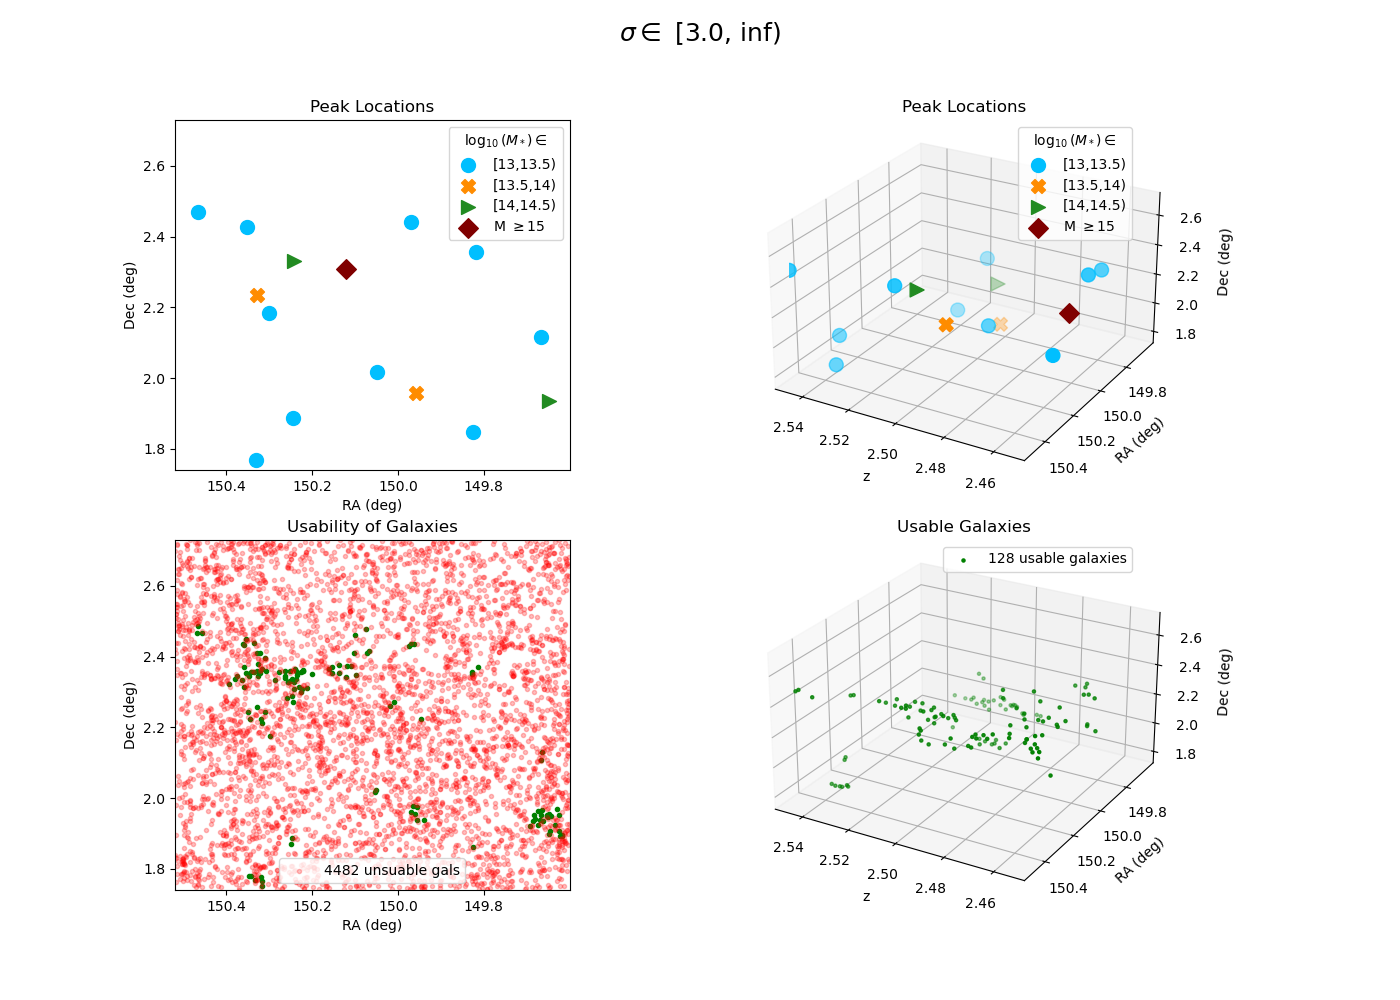 σ ∈ [3.0, inf)
Peak Locations
log₁₀(M*) ∈
[13,13.5)
[13.5,14)
[14,14.5)
M ≥15
2.6
2.4
2.2
2.0
1.8
Dec (deg)
150.4 150.2 150.0 149.8
RA (deg)
Peak Locations
log₁₀(M*) ∈
[13,13.5)
[13.5,14)
[14,14.5)
M ≥15
2.6
2.4
2.2
2.0
1.8
Dec (deg)
149.8
150.0
150.2
150.4
RA (deg)
2.54
2.52
2.50
2.48
2.46
z
Usability of Galaxies
2.6
2.4
2.2
2.0
1.8
Dec (deg)
4482 unsuable gals
150.4 150.2 150.0 149.8
RA (deg)
Usable Galaxies
128 usable galaxies
2.6
2.4
2.2
2.0
1.8
Dec (deg)
149.8
150.0
150.2
150.4
RA (deg)
2.54
2.52
2.50
2.48
2.46
z